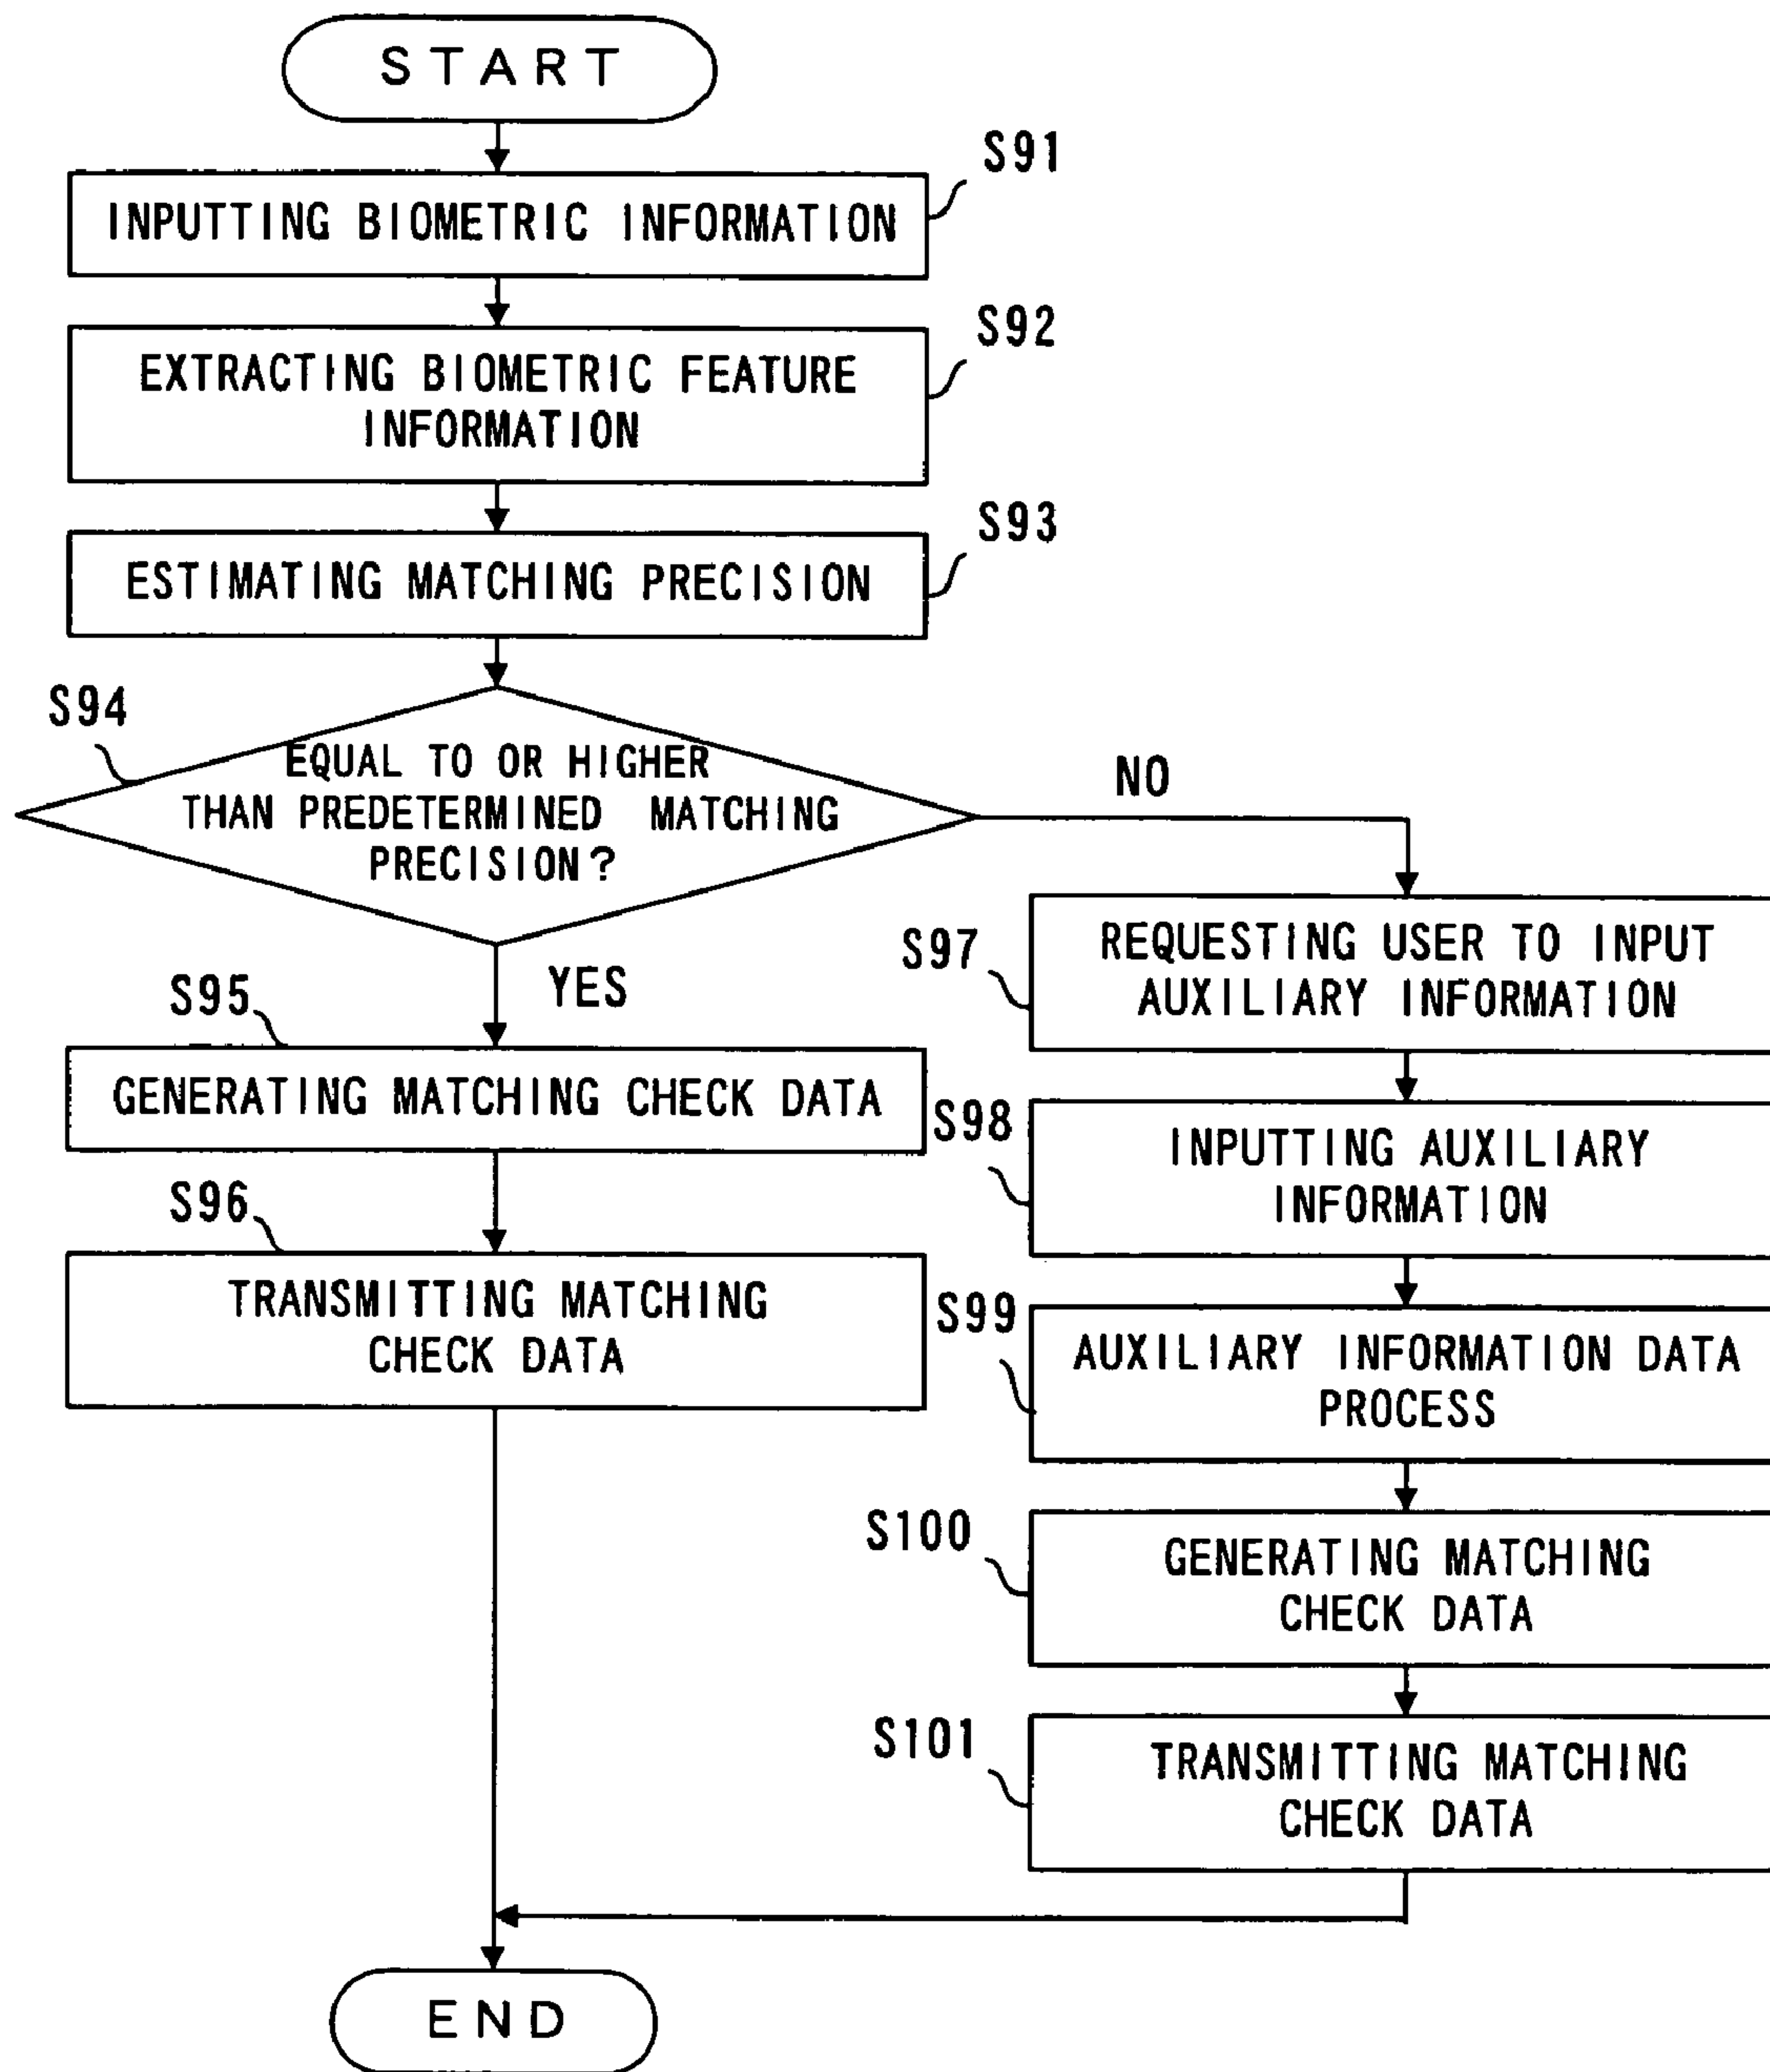 START
S91
INPUTTING BIOMETRIC INFORMATION
S92
EXTRACTING BIOMETRIC FEATURE
INFORMATION
S93
ESTIMATING MATCHING PRECISION
S94
EQUAL TO OR HIGHER
THAN PREDETERMINED MATCHING
PRECISION?
NO
YES
S95
GENERATING MATCHING CHECK DATA
S96
TRANSMITTING MATCHING
CHECK DATA
S97
REQUESTING USER TO INPUT
AUXILIARY INFORMATION
S98
INPUTTING AUXILIARY
INFORMATION
S99
AUXILIARY INFORMATION DATA
PROCESS
S100
GENERATING MATCHING
CHECK DATA
S101
TRANSMITTING MATCHING
CHECK DATA
END